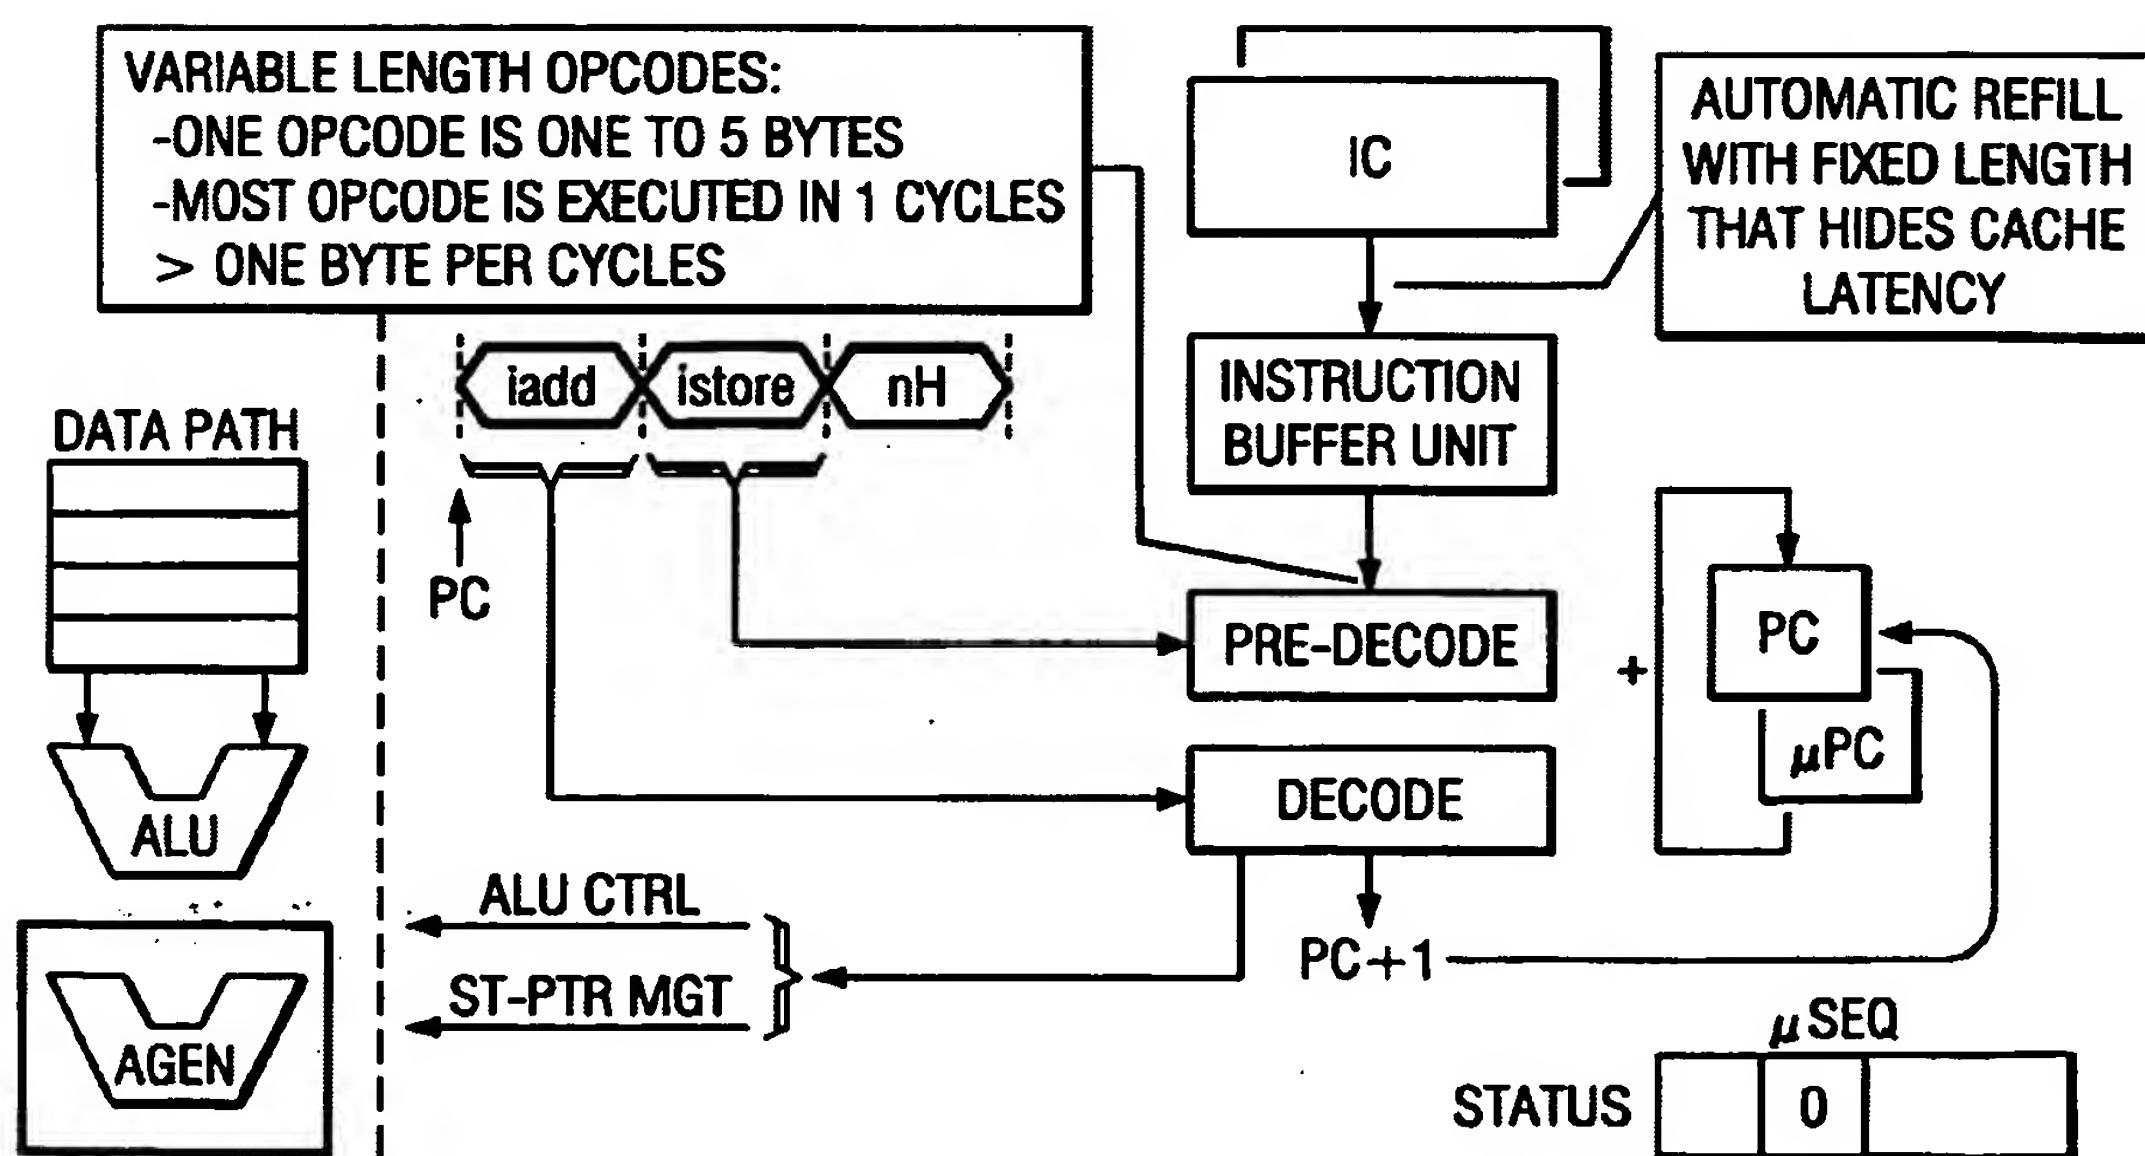 VARIABLE LENGTH OPCODES:
-ONE OPCODE IS ONE TO 5 BYTES
-MOST OPCODE IS EXECUTED IN 1 CYCLES
> ONE BYTE PER CYCLES
IC
AUTOMATIC REFILL
WITH FIXED LENGTH
THAT HIDES CACHE
LATENCY
iadd
istore
nH
INSTRUCTION
BUFFER UNIT
DATA PATH
PC
PRE-DECODE
+
PC
μPC
DECODE
ALU
ALU CTRL
ST-PTR MGT
PC+1
AGEN
μSEQ
STATUS
0